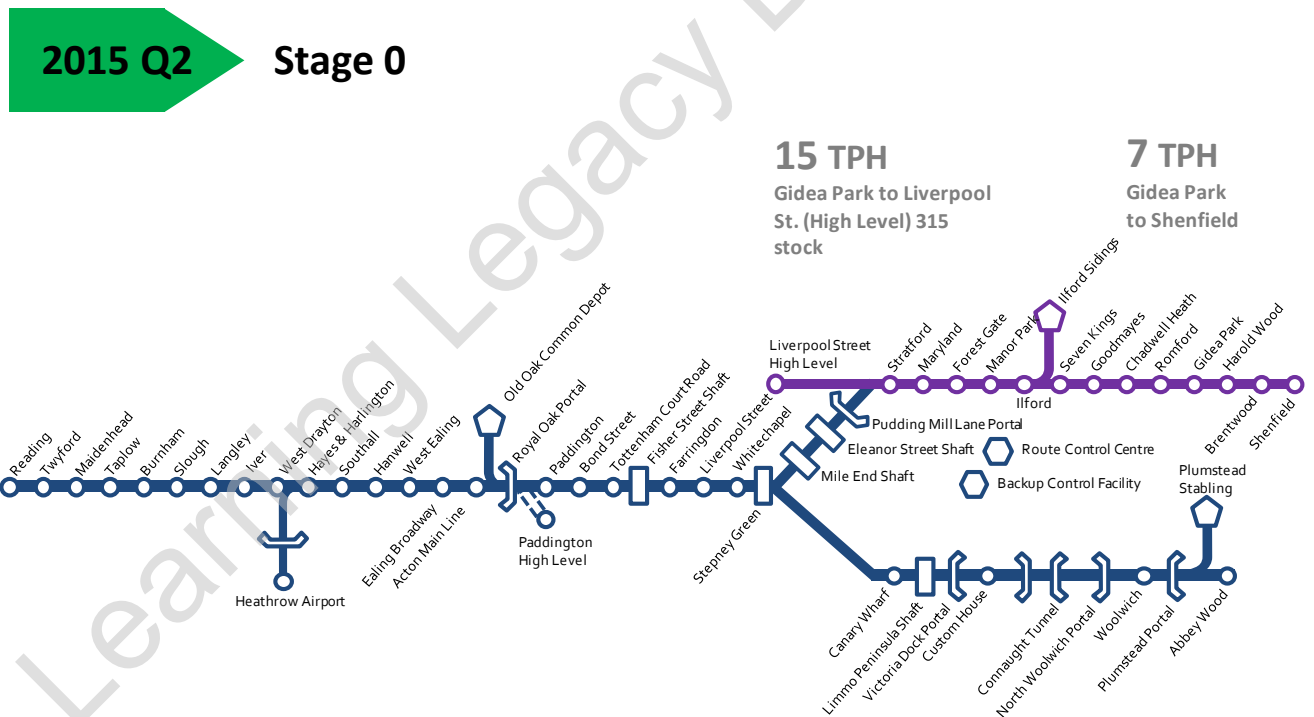 2015 Q2
Stage 0
15 TPH
Gidea Park to Liverpool
St. (High Level) 315
stock
7 TPH
Gidea Park
to Shenfield
Liverpool Street
High Level
Stratford
Maryland
Forest Gate
Manor Park
Ilford
Ilford Sidings
Seven Kings
Goodmayes
Chadwell Heath
Romford
Gidea Park
Harold Wood
Brentwood
Shenfield
Reading
Twyford
Maidenhead
Taplow
Burnham
Slough
Langley
Iver
West Drayton
Hayes & Harlington
Southall
Hanwell
West Ealing
Ealing Broadway
Acton Main Line
Old Oak Common Depot
Royal Oak Portal
Paddington
Bond Street
Tottenham Court Road
Fisher Street Shaft
Farringdon
Liverpool Street
Whitechapel
Stepney Green
Heathrow Airport
Paddington
High Level
Pudding Mill Lane Portal
Eleanor Street Shaft
Mile End Shaft
Route Control Centre
Backup Control Facility
Plumstead
Stabling
Canary Wharf
Limmo Peninsula Shaft
Victoria Dock Portal
Custom House
Connaught Tunnel
North Woolwich Portal
Woolwich
Plumstead Portal
Abbey Wood
Learning Legacy